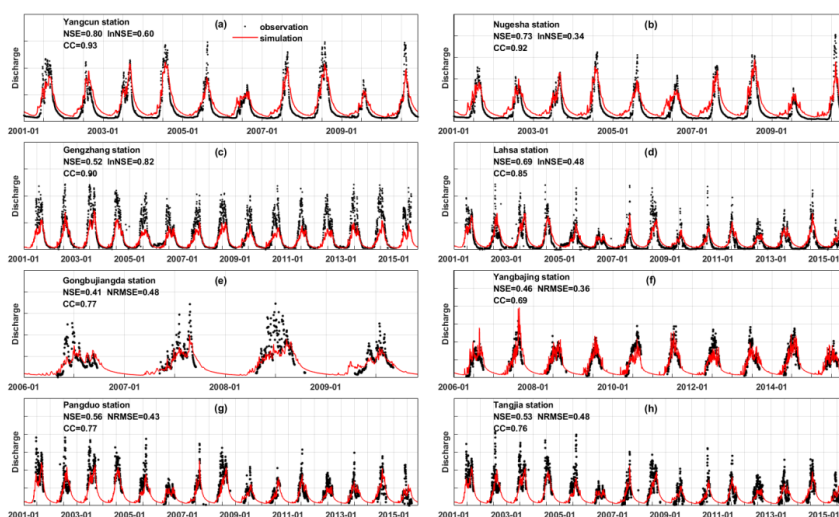 Yangcun station
(a)
observation
simulation
NSE=0.80 lnNSE=0.60
CC=0.93
Discharge
2001-01 2003-01 2005-01 2007-01 2009-01
Nugesha station
(b)
NSE=0.73 lnNSE=0.34
CC=0.92
Discharge
2001-01 2003-01 2005-01 2007-01 2009-01
Gengzhang station
(c)
NSE=0.52 lnNSE=0.82
CC=0.90
Discharge
2001-01 2003-01 2005-01 2007-01 2009-01 2011-01 2013-01 2015-01
Lahsa station
(d)
NSE=0.69 lnNSE=0.48
CC=0.85
Discharge
2001-01 2003-01 2005-01 2007-01 2009-01 2011-01 2013-01 2015-01
Gongbujiangda station
(e)
NSE=0.41 NRMSE=0.48
CC=0.77
Discharge
2006-01 2007-01 2008-01 2009-01
Yangbajing station
(f)
NSE=0.46 NRMSE=0.36
CC=0.69
Discharge
2006-01 2008-01 2010-01 2012-01 2014-01
Pangduo station
(g)
NSE=0.56 NRMSE=0.43
CC=0.77
Discharge
2001-01 2003-01 2005-01 2007-01 2009-01 2011-01 2013-01 2015-01
Tangjia station
(h)
NSE=0.53 NRMSE=0.48
CC=0.76
Discharge
2001-01 2003-01 2005-01 2007-01 2009-01 2011-01 2013-01 2015-01